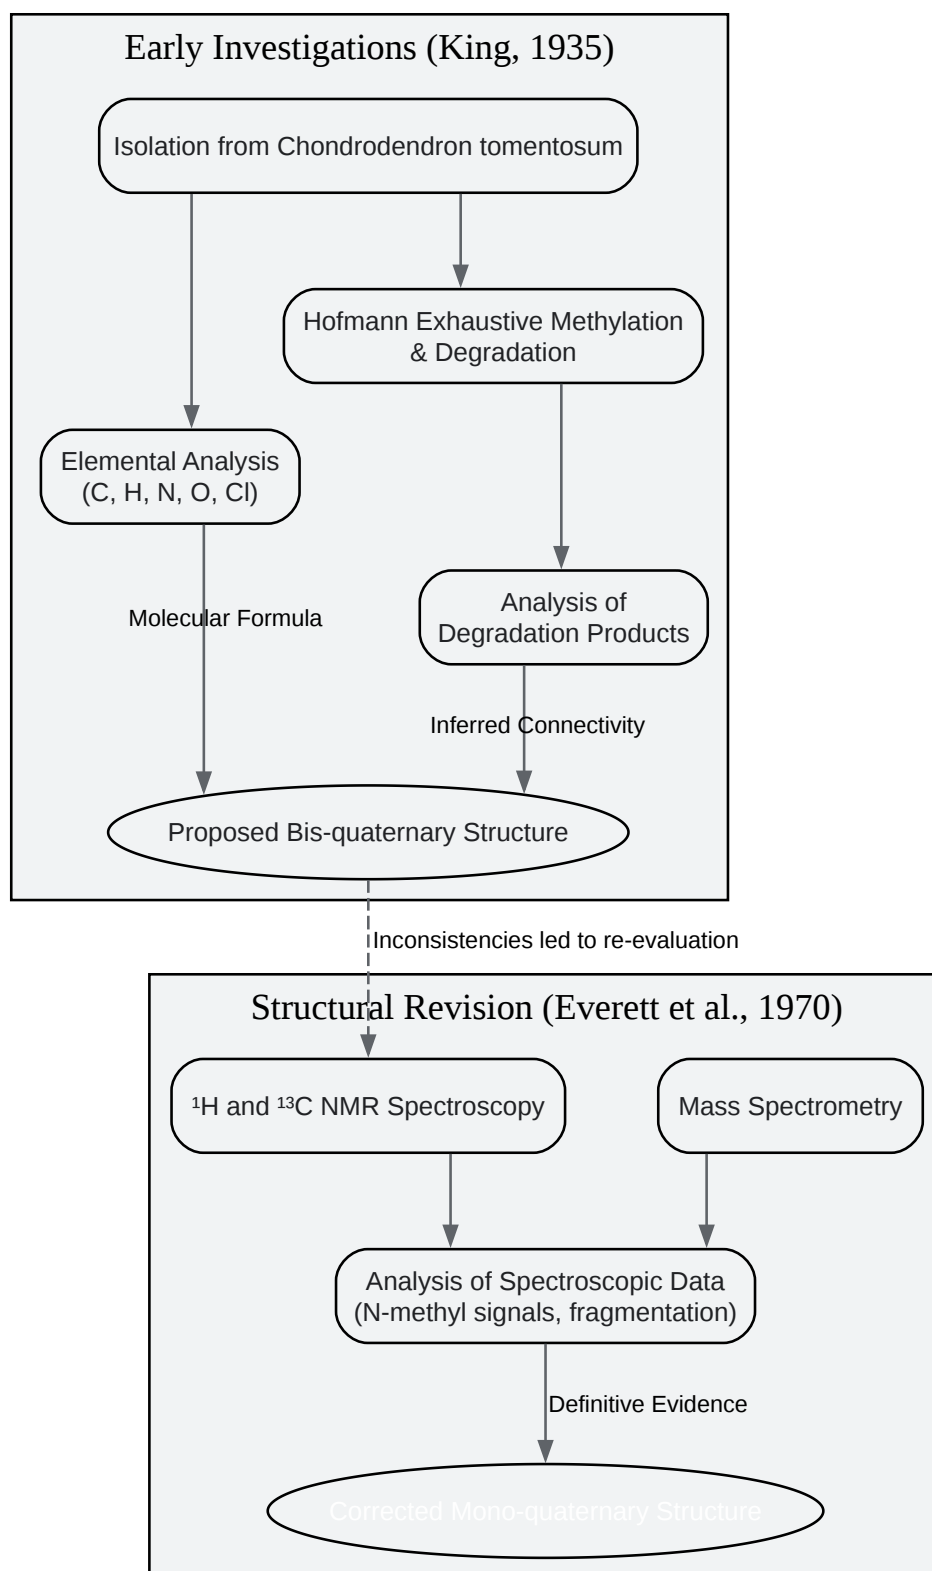 Early Investigations (King, 1935)
Isolation from Chondrodendron tomentosum
Hofmann Exhaustive Methylation
& Degradation
Elemental Analysis
(C, H, N, O, Cl)
Analysis of
Degradation Products
Molecular Formula
Inferred Connectivity
Proposed Bis-quaternary Structure
Inconsistencies led to re-evaluation
Structural Revision (Everett et al., 1970)
¹H and ¹³C NMR Spectroscopy
Mass Spectrometry
Analysis of Spectroscopic Data
(N-methyl signals, fragmentation)
Definitive Evidence
Corrected Mono-quaternary Structure